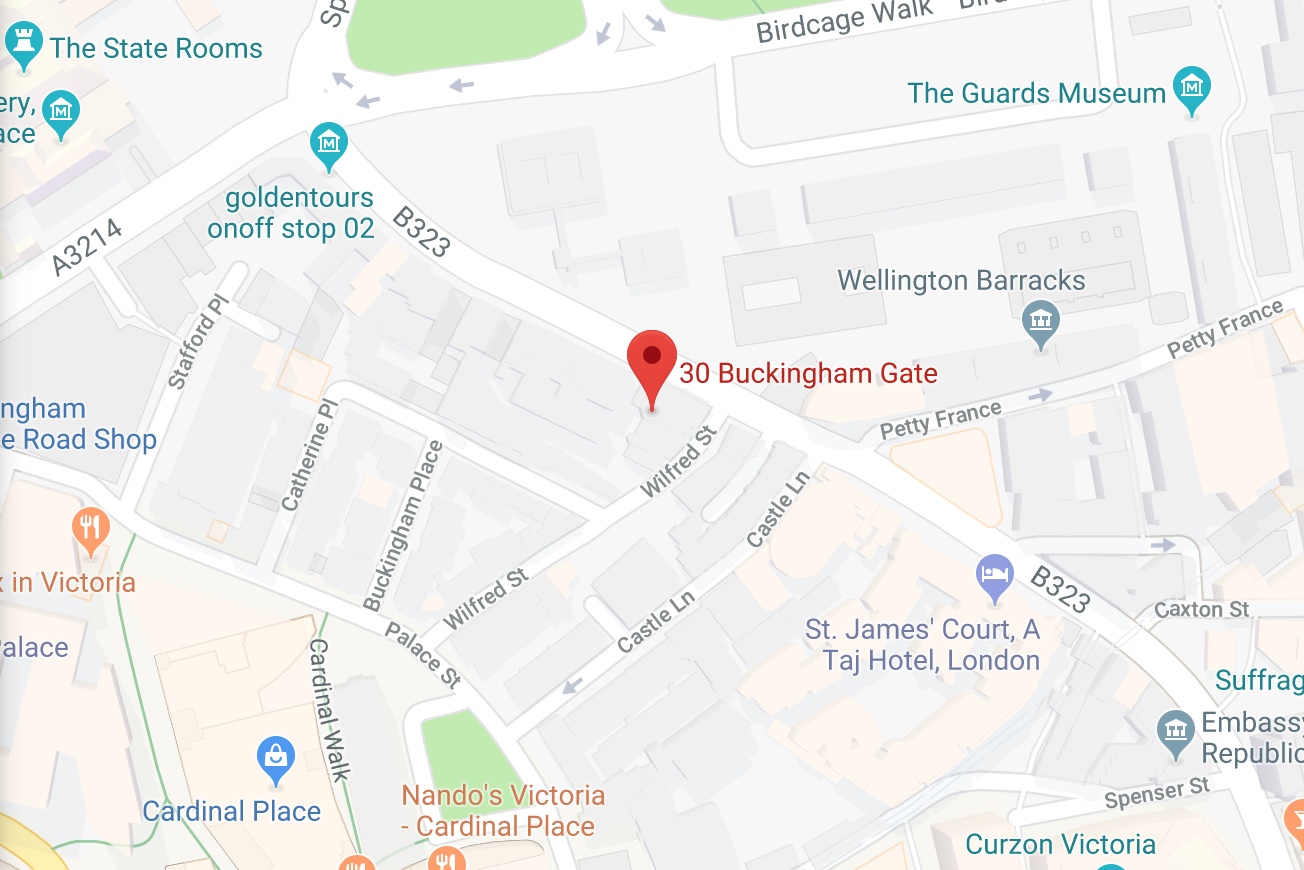 Sp
Birdcage Walk
Bir
The State Rooms
ery,
ace
The Guards Museum
goldentours
onoff stop 02
B323
A3214
Wellington Barracks
Stafford Pl
Petty France
30 Buckingham Gate
ngham
e Road Shop
Catherine Pl
Buckingham Place
Wilfred St
Petty France
Castle Ln
in Victoria
Wilfred St
Castle Ln
B323
Caxton St
St. James' Court, A
Taj Hotel, London
alace
Palace St
Cardinal Walk
Suffrag
Embassy
Republic
Cardinal Place
Nando's Victoria
- Cardinal Place
Spenser St
Curzon Victoria